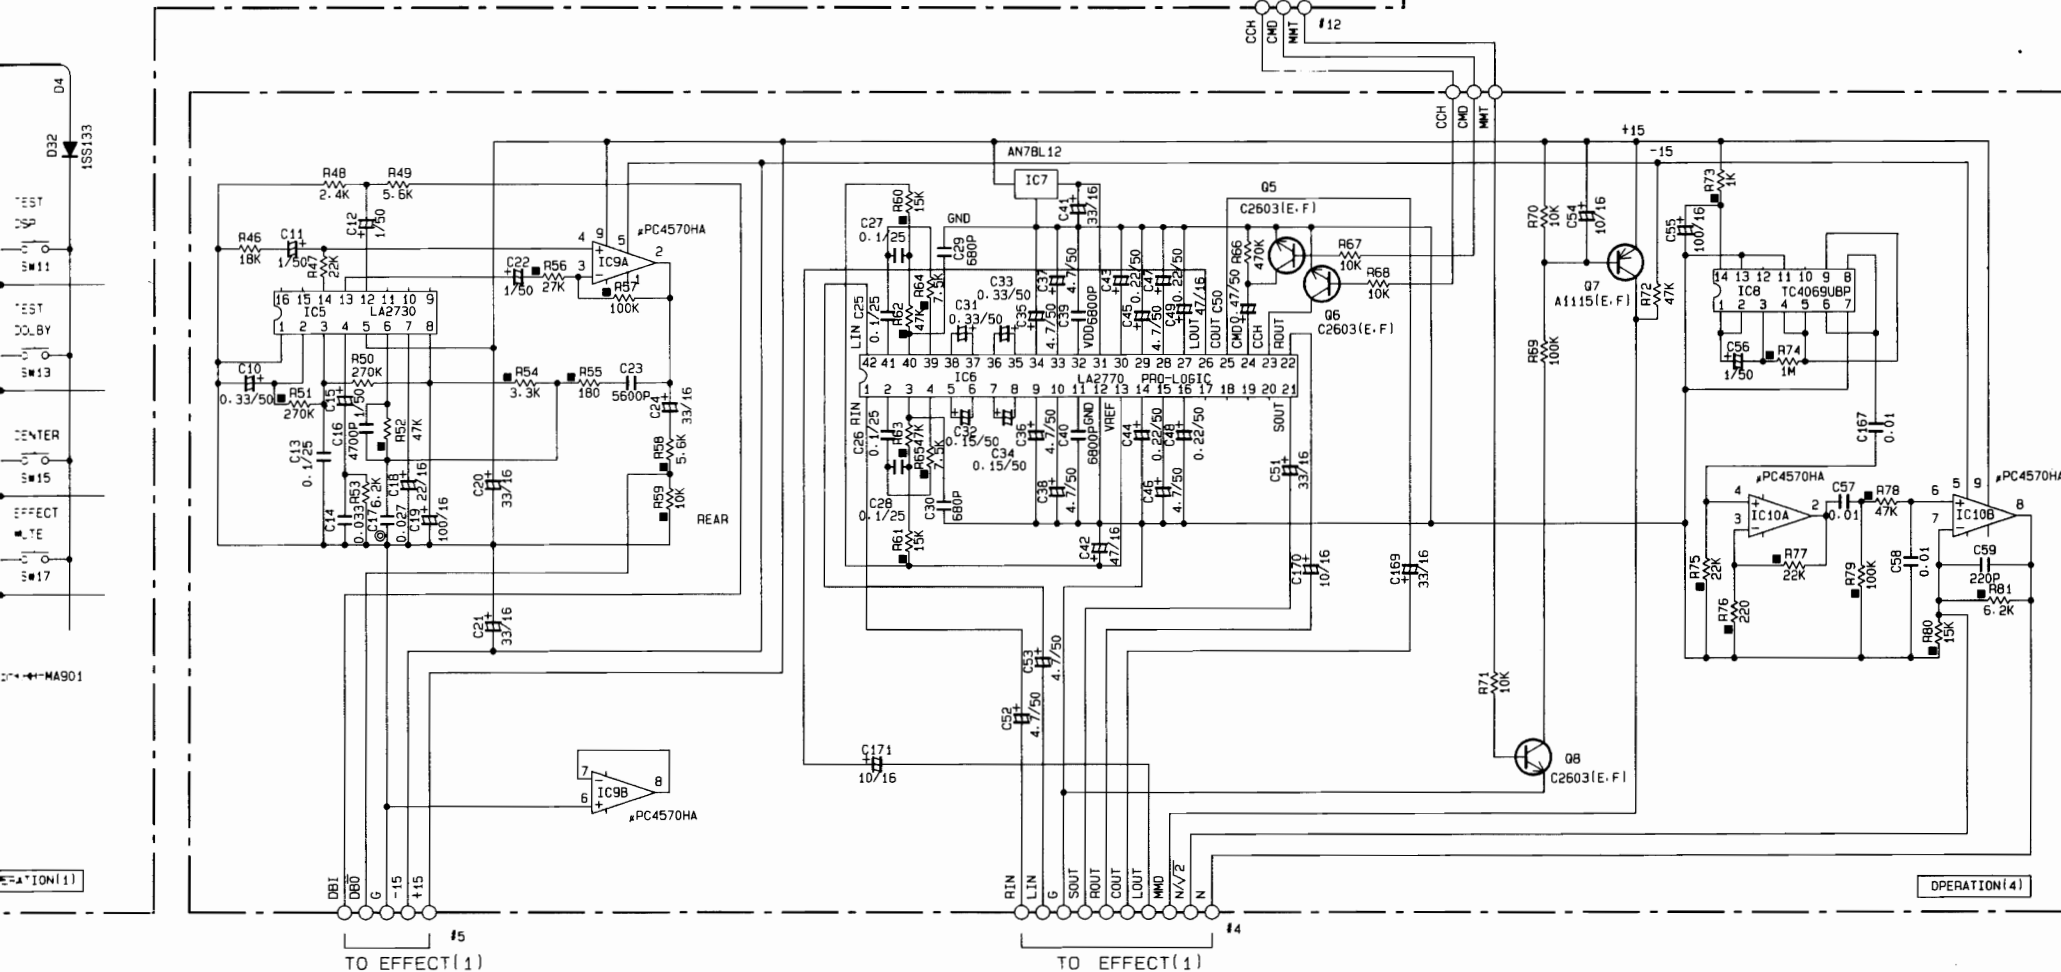 CCH
CMD
MMT
#12
D4
D32
1SS133
CCH
CMD
MMT
SW11
SW13
SW15
SW17
+15
-15
R48
2.4K
R49
5.6K
C12
1/50
R46
18K
C11
1/50
R47
22K
4
9
5
2
3
1
IC9A
μPC4570HA
C22
1/50
R56
27K
R57
100K
16 15 14 13 12 11 10 9
IC5
LA2730
1 2 3 4 5 6 7 8
C10
0.33/50
R51
270K
R50
270K
C15
1/50
C16
4700P
R52
47K
R54
3.3K
R55
180
C23
5600P
C24
33/16
C13
0.1/25
C14
0.033
R53
6.2K
C17
0.027
C18
22/16
C19
100/16
C20
33/16
R58
5.6K
R59
10K
REAR
C21
33/16
7
6
8
IC9B
μPC4570HA
AN78L12
IC7
R60
15K
C27
0.1/25
GND
C29
680P
C41
33/16
R64
7.5K
R62
47K
C25
0.1/25
LIN
C33
0.33/50
C31
0.33/50
C35
4.7/50
C37
4.7/50
C39
6800P
VDD
C43
0.22/50
C45
4.7/50
C47
0.22/50
C49
47/16
LOUT
COUT
C50
0.47/50
CMD
CCH
ROUT
R66
470K
Q5
C2603(E,F)
R67
10K
R68
10K
Q6
C2603(E,F)
42 41 40 39 38 37 36 35 34 33 32 31 30 29 28 27 26 25 24 23 22
IC6
LA2770
PRO-LOGIC
1 2 3 4 5 6 7 8 9 10 11 12 13 14 15 16 17 18 19 20 21
RIN
C26
0.1/25
R63
47K
R65
7.5K
C32
0.15/50
C34
0.15/50
C36
4.7/50
C38
4.7/50
C40
6800P
GND
VREF
C44
0.22/50
C46
4.7/50
C48
0.22/50
SOUT
C51
33/16
C28
0.1/25
C30
680P
R61
15K
C42
47/16
C170
10/16
C169
33/16
C53
4.7/50
C52
4.7/50
C171
10/16
R70
10K
C54
10/16
R69
100K
Q7
A1115(E,F)
R72
47K
R71
10K
Q8
C2603(E,F)
R73
1K
C55
100/16
14 13 12 11 10 9 8
IC8
TC4069UBP
1 2 3 4 5 6 7
C56
1/50
R74
1M
C167
0.01
μPC4570HA
4
3
2
IC10A
C57
0.01
R78
47K
R75
22K
R76
220
R77
22K
R79
100K
C58
0.01
μPC4570HA
5
9
6
7
8
IC10B
C59
220P
R81
6.2K
R80
15K
DBI
DBO
G
-15
+15
#5
TO EFFECT(1)
RIN
LIN
G
SOUT
ROUT
COUT
LOUT
MMD
N/√2
N
#4
TO EFFECT(1)
OPERATION(4)